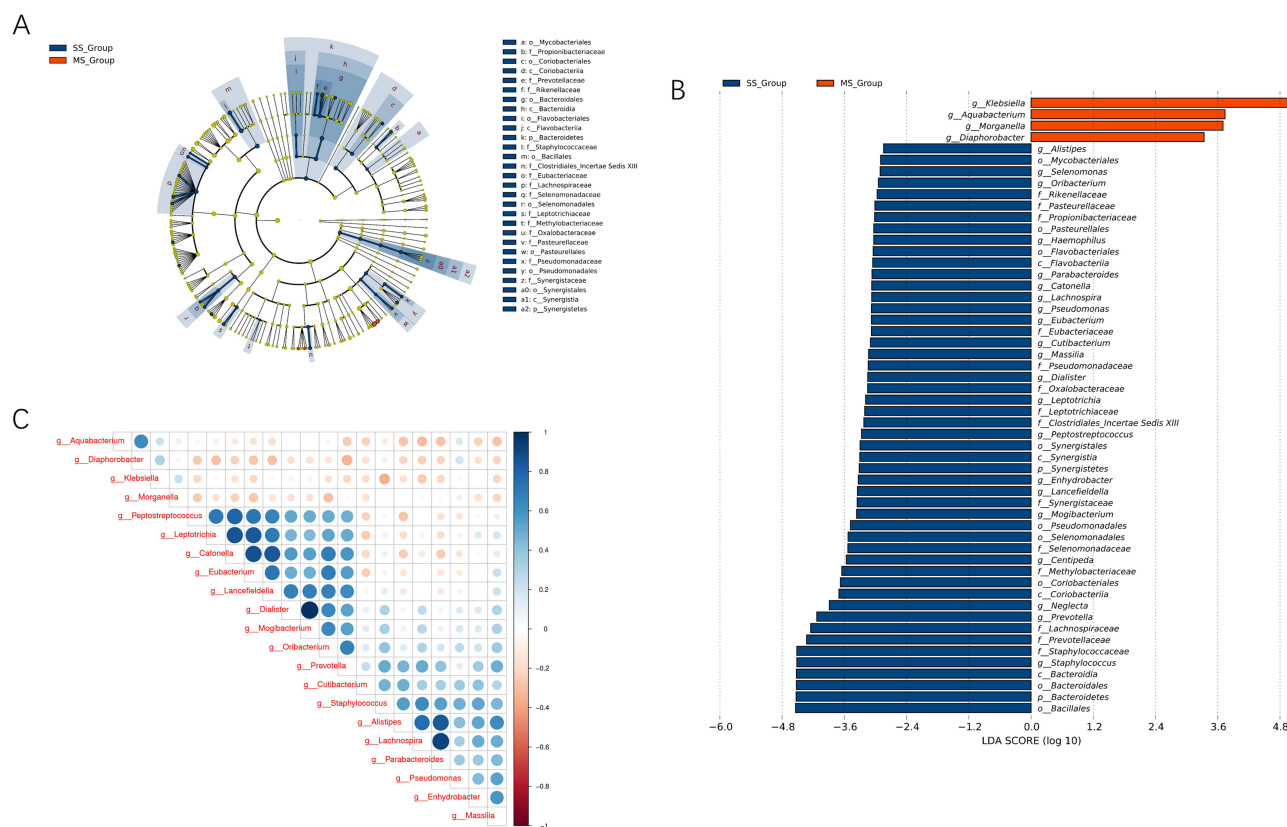 A
SS_Group
MS_Group
k
j
h
i
g
f
e
d
c
b
a
m
l
n
o
p
q
r
s
t
u
v
w
x
y
z
a0
a1
a2
a: o__Mycobacteriales
b: f__Propionibacteriaceae
c: o__Coriobacteriales
d: c__Coriobacteriia
e: f__Prevotellaceae
f: f__Rikenellaceae
g: o__Bacteroidales
h: c__Bacteroidia
i: o__Flavobacteriales
j: c__Flavobacteriia
k: p__Bacteroidetes
l: f__Staphylococcaceae
m: o__Bacillales
n: f__Clostridiales_Incertae Sedis XIII
o: f__Eubacteriaceae
p: f__Lachnospiraceae
q: f__Selenomonadaceae
r: o__Selenomonadales
s: f__Leptotrichiaceae
t: f__Methylobacteriaceae
u: f__Oxalobacteraceae
v: f__Pasteurellaceae
w: o__Pasteurellales
x: f__Pseudomonadaceae
y: o__Pseudomonadales
z: f__Synergistaceae
a0: o__Synergistales
a1: c__Synergistia
a2: p__Synergistetes
B
SS_Group
MS_Group
g__Klebsiella
g__Aquabacterium
g__Morganella
g__Diaphorobacter
g__Alistipes
o__Mycobacteriales
g__Selenomonas
g__Oribacterium
f__Rikenellaceae
f__Pasteurellaceae
f__Propionibacteriaceae
o__Pasteurellales
g__Haemophilus
o__Flavobacteriales
c__Flavobacteriia
g__Parabacteroides
g__Catonella
g__Lachnospira
g__Pseudomonas
g__Eubacterium
f__Eubacteriaceae
g__Cutibacterium
g__Massilia
f__Pseudomonadaceae
g__Dialister
f__Oxalobacteraceae
g__Leptotrichia
f__Leptotrichiaceae
f__Clostridiales_Incertae Sedis XIII
g__Peptostreptococcus
o__Synergistales
c__Synergistia
p__Synergistetes
g__Enhydrobacter
g__Lancefieldella
f__Synergistaceae
g__Mogibacterium
o__Pseudomonadales
o__Selenomonadales
f__Selenomonadaceae
g__Centipeda
f__Methylobacteriaceae
o__Coriobacteriales
c__Coriobacteriia
g__Neglecta
g__Prevotella
f__Lachnospiraceae
f__Prevotellaceae
f__Staphylococcaceae
g__Staphylococcus
c__Bacteroidia
o__Bacteroidales
p__Bacteroidetes
o__Bacillales
−6.0 −4.8 −3.6 −2.4 −1.2 0.0 1.2 2.4 3.6 4.8
LDA SCORE (log 10)
C
g__Aquabacterium
g__Diaphorobacter
g__Klebsiella
g__Morganella
g__Peptostreptococcus
g__Leptotrichia
g__Catonella
g__Eubacterium
g__Lancefieldella
g__Dialister
g__Mogibacterium
g__Oribacterium
g__Prevotella
g__Cutibacterium
g__Staphylococcus
g__Alistipes
g__Lachnospira
g__Parabacteroides
g__Pseudomonas
g__Enhydrobacter
g__Massilia
1
0.8
0.6
0.4
0.2
0
−0.2
−0.4
−0.6
−0.8
−1